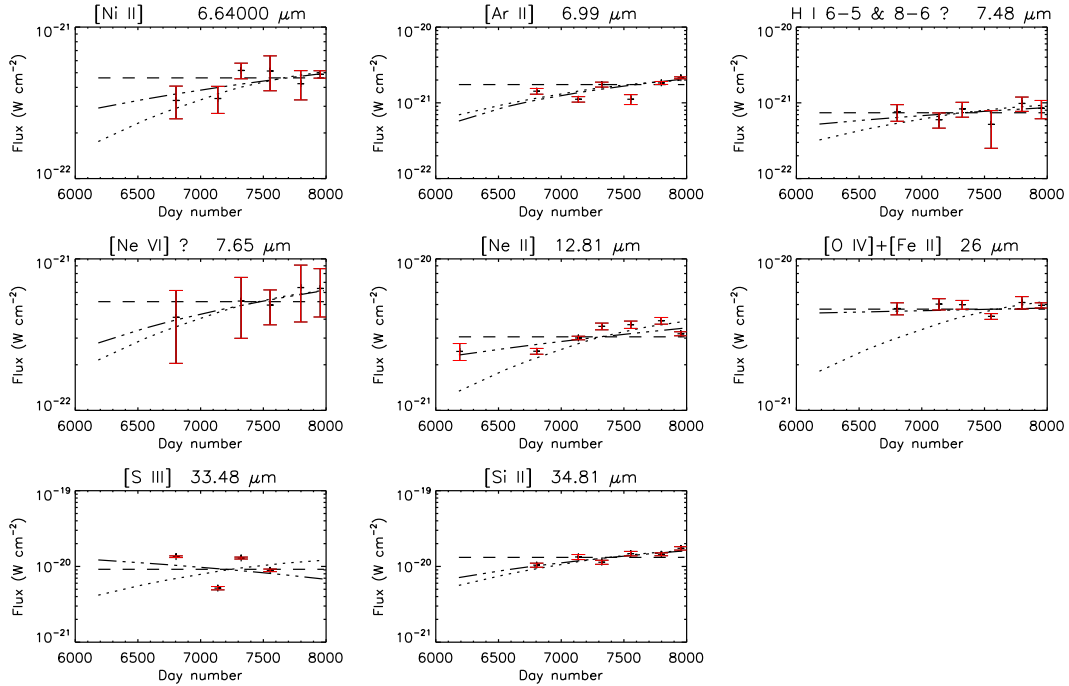 [Ni II] 6.64000 μm
10⁻²¹
10⁻²²
Flux (W cm⁻²)
6000 6500 7000 7500 8000
Day number
[Ar II] 6.99 μm
10⁻²⁰
10⁻²¹
10⁻²²
Flux (W cm⁻²)
6000 6500 7000 7500 8000
Day number
H I 6-5 & 8-6 ? 7.48 μm
10⁻²⁰
10⁻²¹
10⁻²²
Flux (W cm⁻²)
6000 6500 7000 7500 8000
Day number
[Ne VI] ? 7.65 μm
10⁻²¹
10⁻²²
Flux (W cm⁻²)
6000 6500 7000 7500 8000
Day number
[Ne II] 12.81 μm
10⁻²⁰
10⁻²¹
Flux (W cm⁻²)
6000 6500 7000 7500 8000
Day number
[O IV]+[Fe II] 26 μm
10⁻²⁰
10⁻²¹
Flux (W cm⁻²)
6000 6500 7000 7500 8000
Day number
[S III] 33.48 μm
10⁻¹⁹
10⁻²⁰
10⁻²¹
Flux (W cm⁻²)
6000 6500 7000 7500 8000
Day number
[Si II] 34.81 μm
10⁻¹⁹
10⁻²⁰
10⁻²¹
Flux (W cm⁻²)
6000 6500 7000 7500 8000
Day number